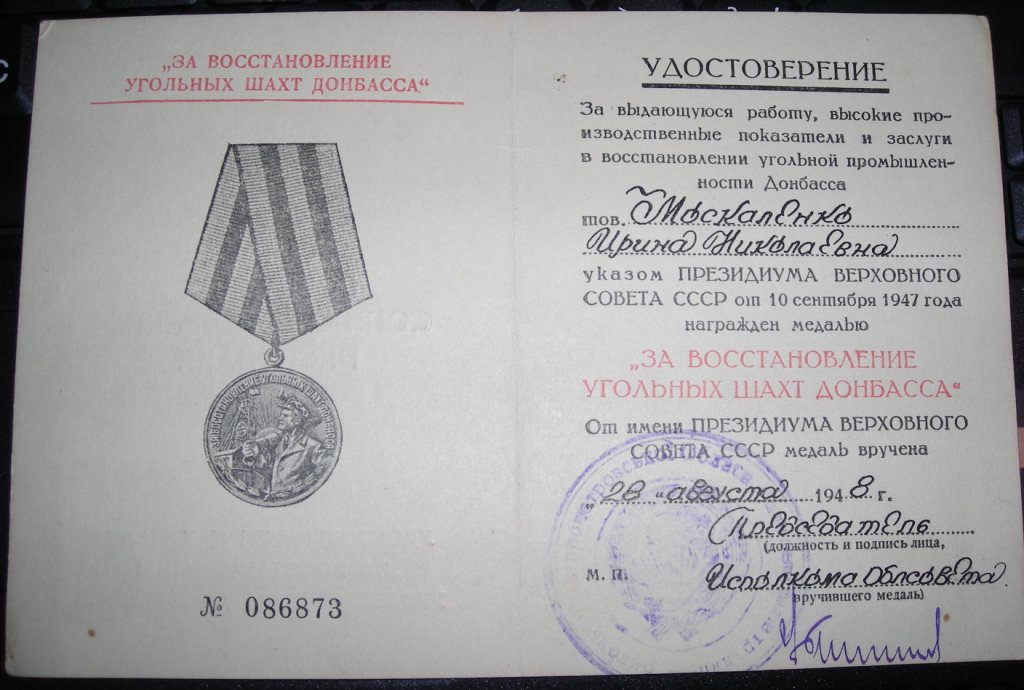 „ЗА ВОССТАНОВЛЕНИЕ
УГОЛЬНЫХ ШАХТ ДОНБАССА“
№ 086873
УДОСТОВЕРЕНИЕ
За выдающуюся работу, высокие про-
изводственные показатели и заслуги
в восстановлении угольной промышлен-
ности Донбасса
тов. Москаленко
Ирина Николаевна
указом ПРЕЗИДИУМА ВЕРХОВНОГО
СОВЕТА СССР от 10 сентября 1947 года
награжден медалью
„ЗА ВОССТАНОВЛЕНИЕ
УГОЛЬНЫХ ШАХТ ДОНБАССА“
От имени ПРЕЗИДИУМА ВЕРХОВНОГО
СОВЕТА СССР медаль вручена
„28 “ августа 1948. г.
Председатель
(должность и подпись лица,
М. П. Исполкома Облсовета
вручившего медаль)